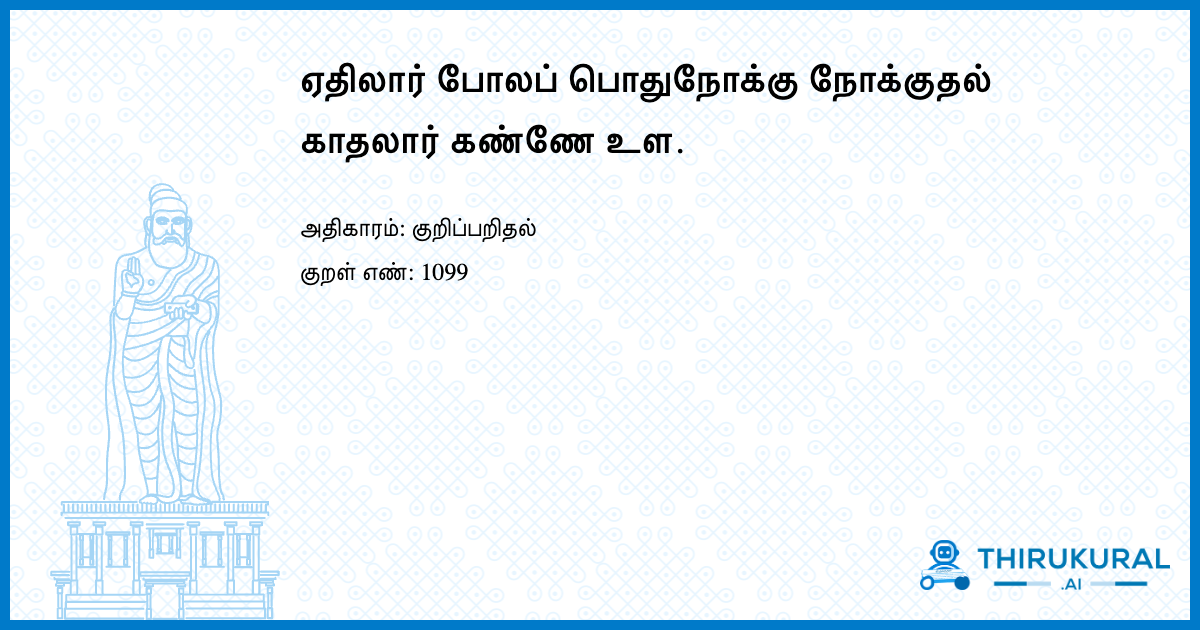 ஏதிலார் போலப் பொதுநோக்கு நோக்குதல்
காதலார் கண்ணே உள.
அதிகாரம்: குறிப்பறிதல்
குறள் எண்: 1099
THIRUKURAL
.AI